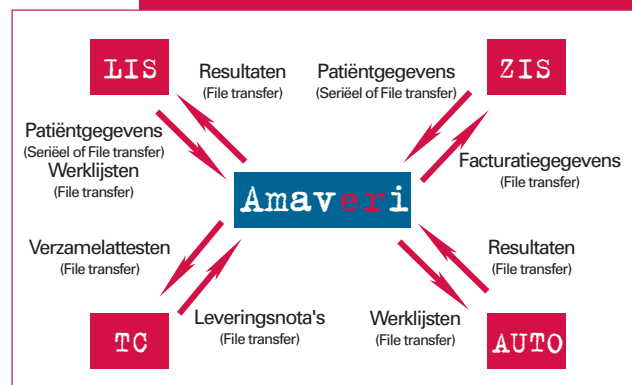 LIS
Resultaten
(File transfer)
Patiëntgegevens
(Seriëel of File transfer)
ZIS
Patiëntgegevens
(Seriëel of File transfer)
Werklijsten
(File transfer)
Facturatiegegevens
(File transfer)
Amaveri
Verzamelattesten
(File transfer)
Resultaten
(File transfer)
TC
Leveringsnota's
(File transfer)
Werklijsten
(File transfer)
AUTO